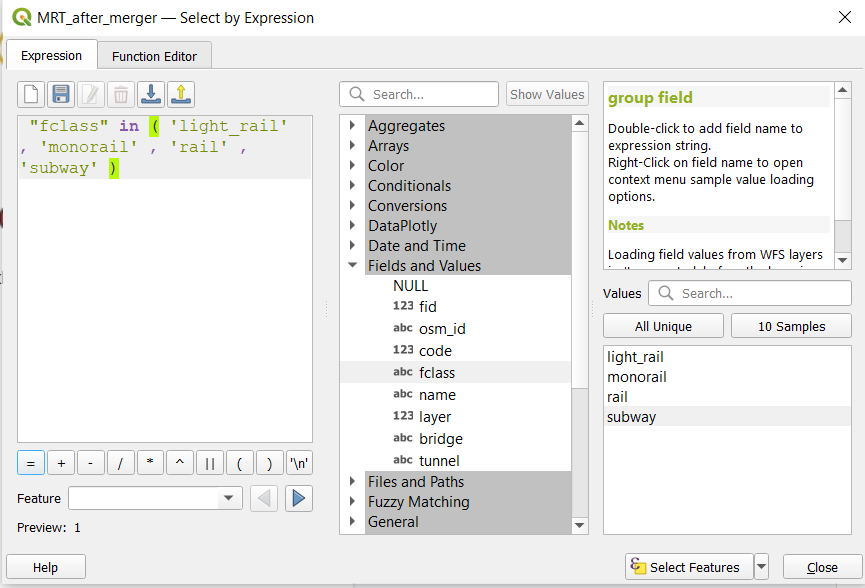 MRT_after_merger — Select by Expression
Expression
Function Editor
"fclass" in ( 'light_rail'
, 'monorail' , 'rail' ,
'subway' )
= + - / * ^ || ( ) '\n'
Feature
Preview: 1
Search...
Show Values
Aggregates
Arrays
Color
Conditionals
Conversions
DataPlotly
Date and Time
Fields and Values
NULL
123 fid
abc osm_id
123 code
abc fclass
abc name
123 layer
abc bridge
abc tunnel
Files and Paths
Fuzzy Matching
General
group field
Double-click to add field name to
expression string.
Right-Click on field name to open
context menu sample value loading
options.
Notes
Loading field values from WFS layers
Values
Search...
All Unique
10 Samples
light_rail
monorail
rail
subway
Help
Select Features
Close